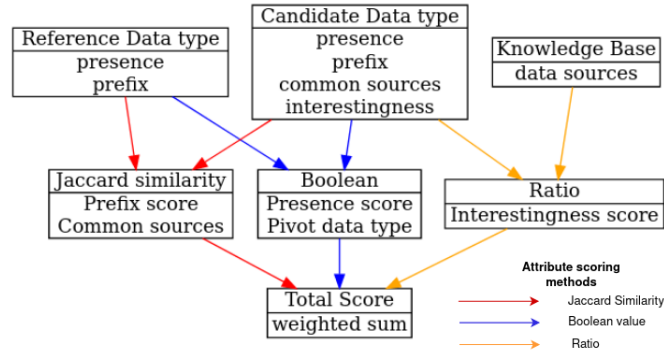 Reference Data type
presence
prefix
Candidate Data type
presence
prefix
common sources
interestingness
Knowledge Base
data sources
Jaccard similarity
Prefix score
Common sources
Boolean
Presence score
Pivot data type
Ratio
Interestingness score
Total Score
weighted sum
Attribute scoring
methods
Jaccard Similarity
Boolean value
Ratio